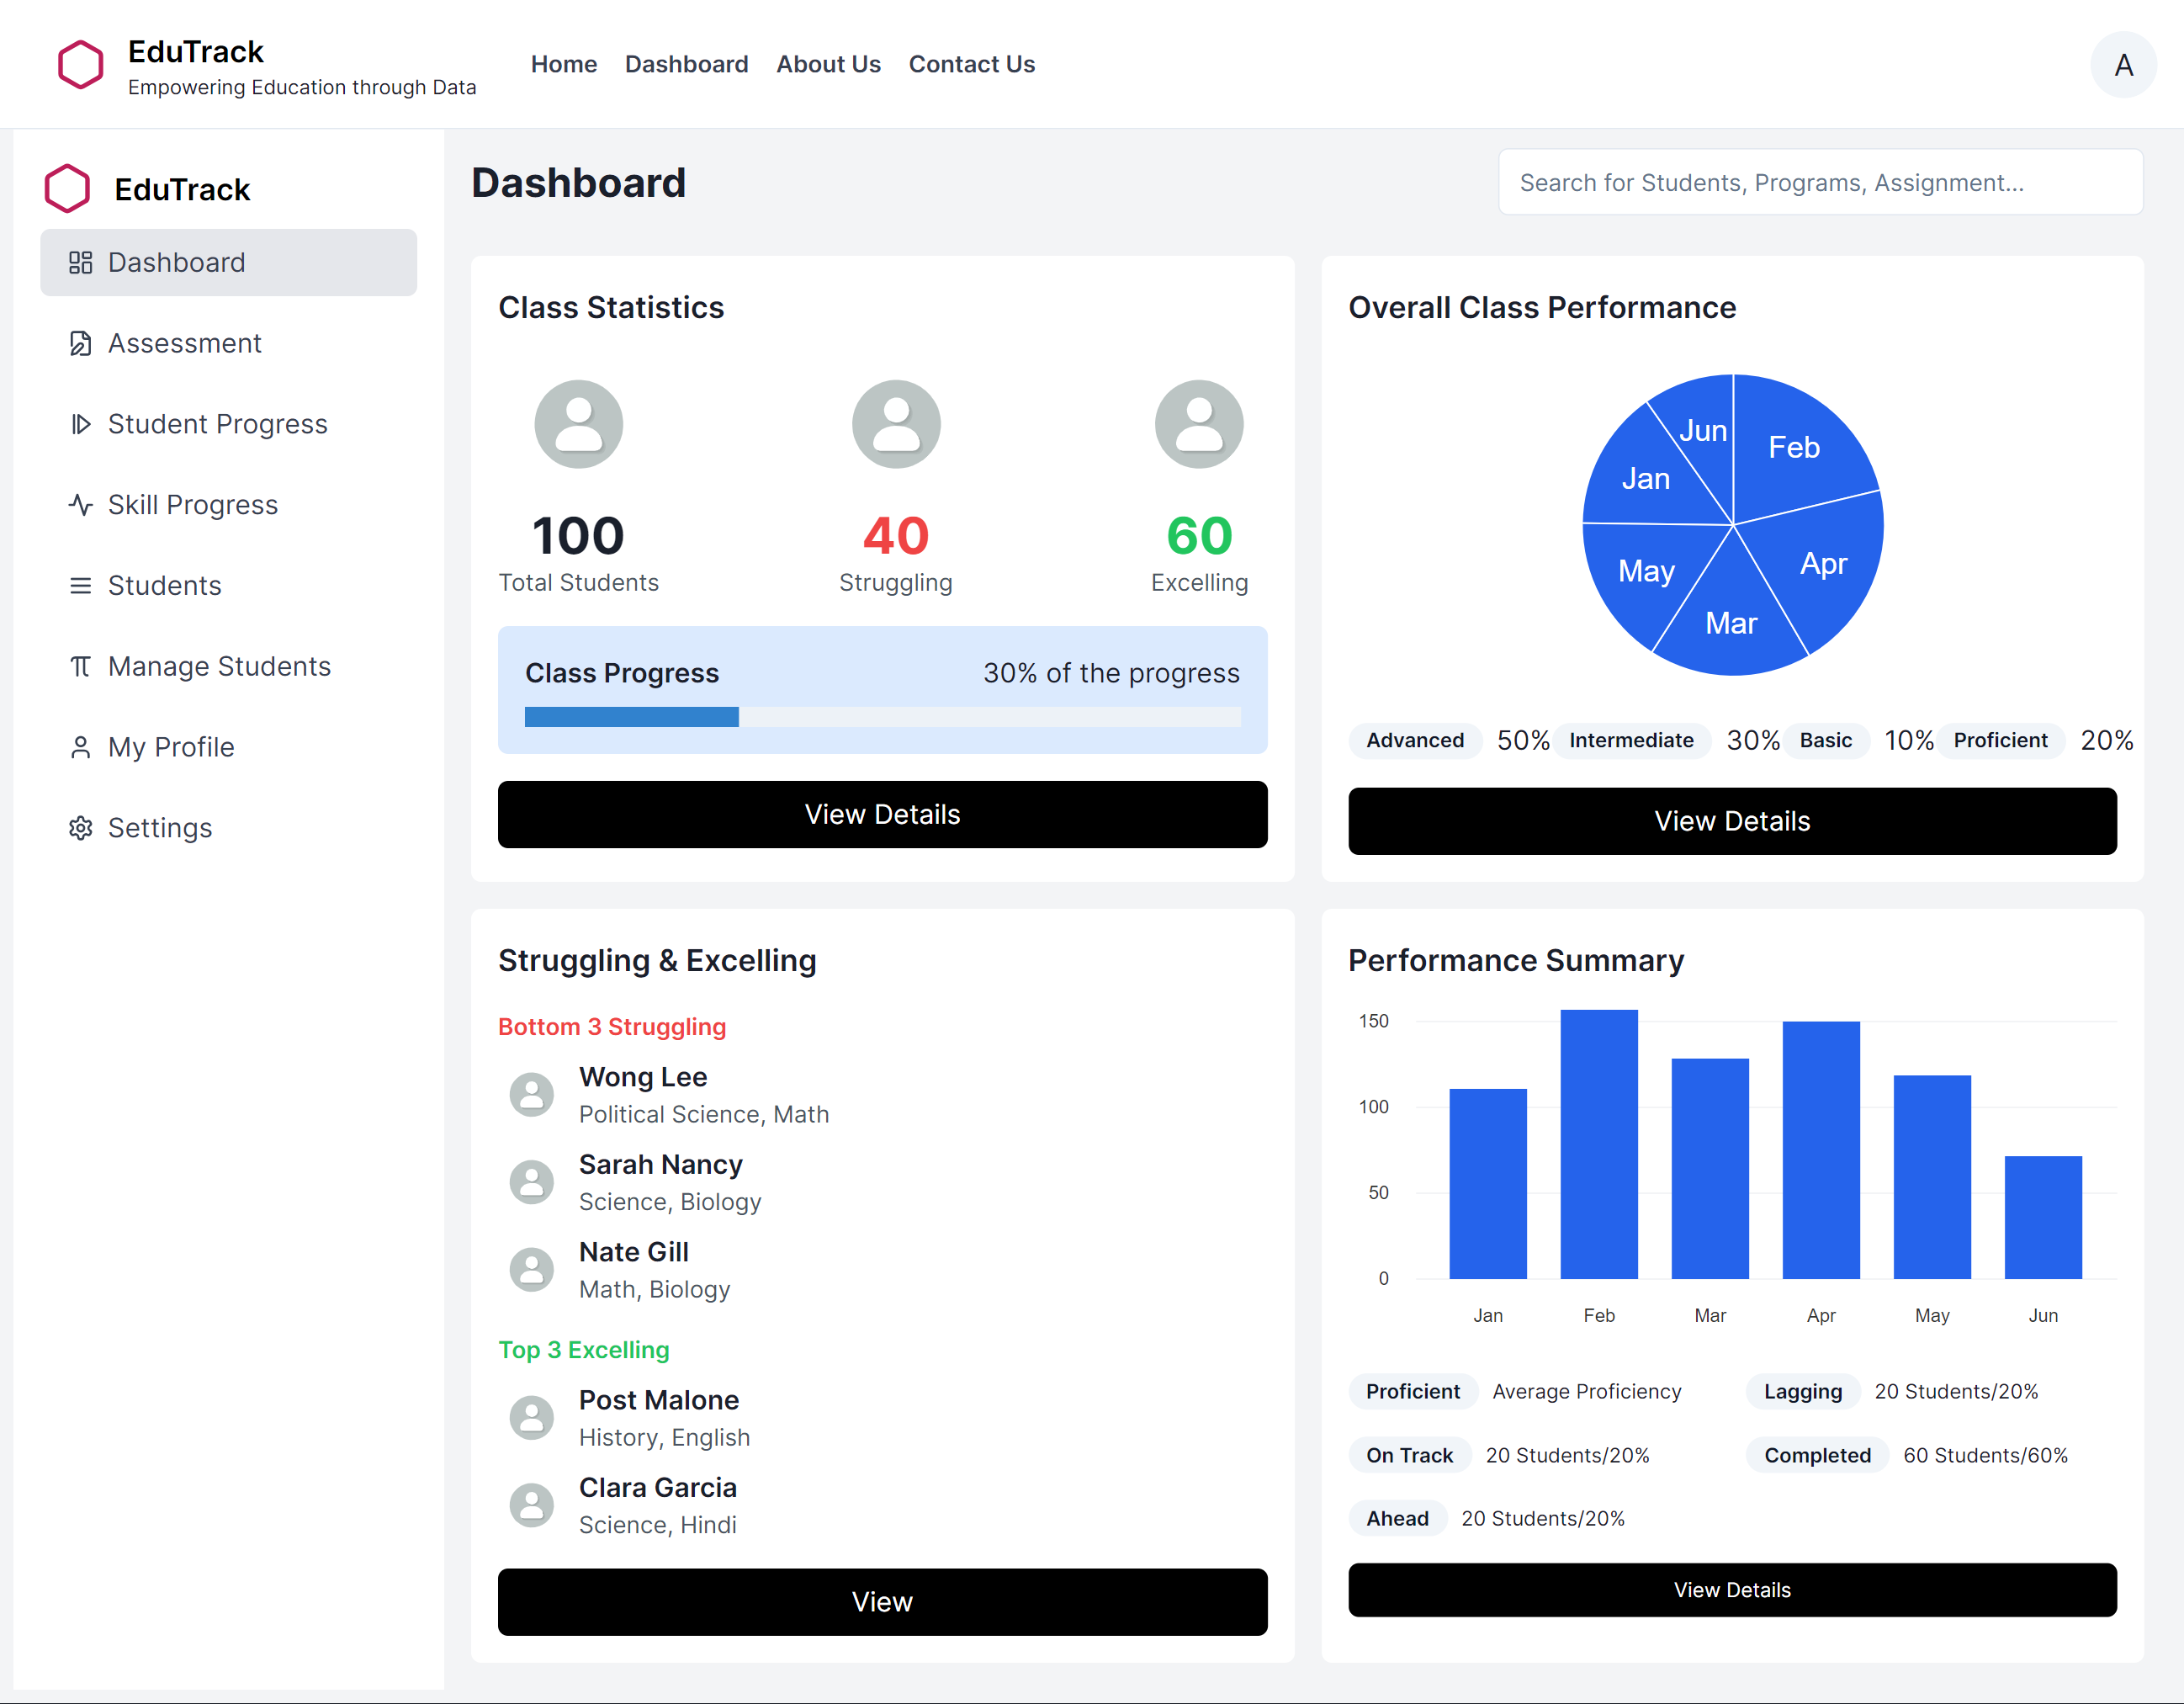 EduTrack
Empowering Education through Data
Home Dashboard About Us Contact Us
A
EduTrack
Dashboard
Assessment
Student Progress
Skill Progress
Students
Manage Students
My Profile
Settings
Dashboard
Search for Students, Programs, Assignment...
Class Statistics
100 40 60
Total Students Struggling Excelling
Class Progress 30% of the progress
View Details
Overall Class Performance
Jun Feb
Jan
Apr
May
Mar
Advanced 50% Intermediate 30% Basic 10% Proficient 20%
View Details
Struggling & Excelling
Bottom 3 Struggling
Wong Lee
Political Science, Math
Sarah Nancy
Science, Biology
Nate Gill
Math, Biology
Top 3 Excelling
Post Malone
History, English
Clara Garcia
Science, Hindi
View
Performance Summary
150
100
50
0
Jan Feb Mar Apr May Jun
Proficient Average Proficiency Lagging 20 Students/20%
On Track 20 Students/20% Completed 60 Students/60%
Ahead 20 Students/20%
View Details